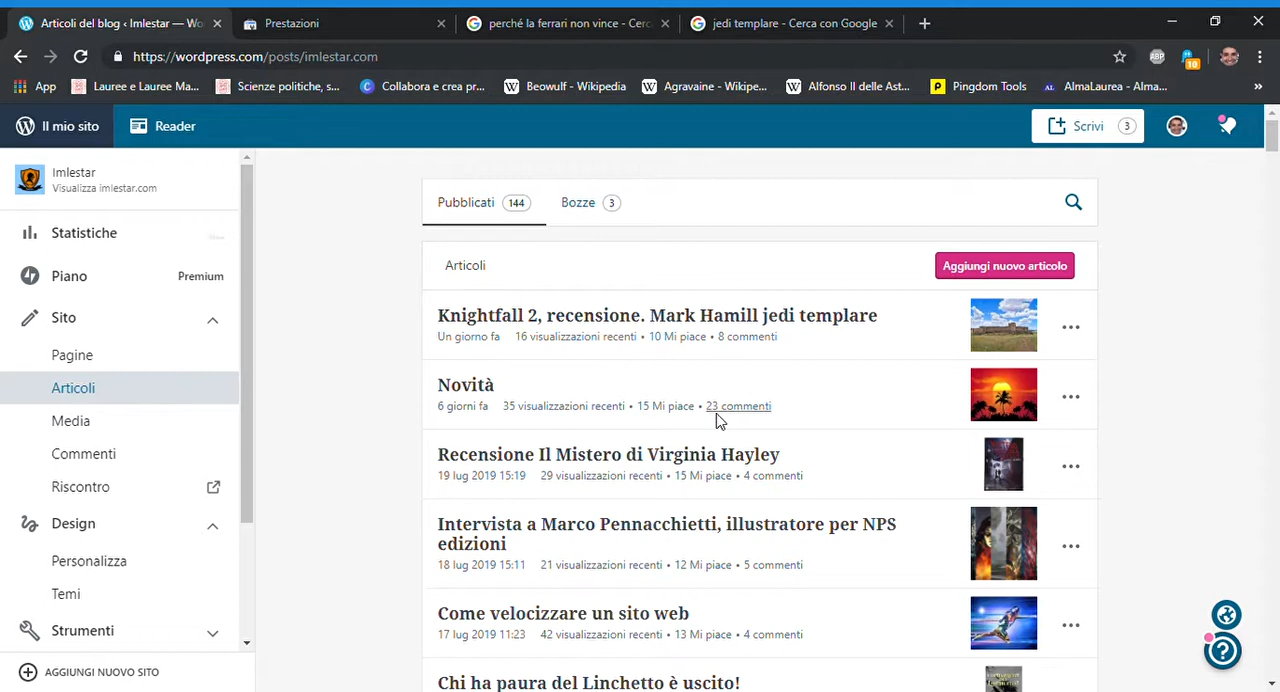 Articoli del blog ‹ Imlestar — Wo
Prestazioni
perché la ferrari non vince - Cerc
jedi templare - Cerca con Google
https://wordpress.com/posts/imlestar.com
ABP
10
App
Lauree e Lauree Ma...
Scienze politiche, s...
Collabora e crea pr...
Beowulf - Wikipedia
Agravaine - Wikipe...
Alfonso II delle Ast...
Pingdom Tools
AlmaLaurea - Alma...
»
Il mio sito
Reader
Scrivi 3
Imlestar
Visualizza imlestar.com
Statistiche
Piano Premium
Sito
Pagine
Articoli
Media
Commenti
Riscontro
Design
Personalizza
Temi
Strumenti
AGGIUNGI NUOVO SITO
Pubblicati 144 Bozze 3
Articoli
Aggiungi nuovo articolo
Knightfall 2, recensione. Mark Hamill jedi templare
Un giorno fa 16 visualizzazioni recenti • 10 Mi piace • 8 commenti
Novità
6 giorni fa 35 visualizzazioni recenti • 15 Mi piace • 23 commenti
Recensione Il Mistero di Virginia Hayley
19 lug 2019 15:19 29 visualizzazioni recenti • 15 Mi piace • 4 commenti
Intervista a Marco Pennacchietti, illustratore per NPS
edizioni
18 lug 2019 15:11 21 visualizzazioni recenti • 12 Mi piace • 5 commenti
Come velocizzare un sito web
17 lug 2019 11:23 42 visualizzazioni recenti • 13 Mi piace • 4 commenti
Chi ha paura del Linchetto è uscito!